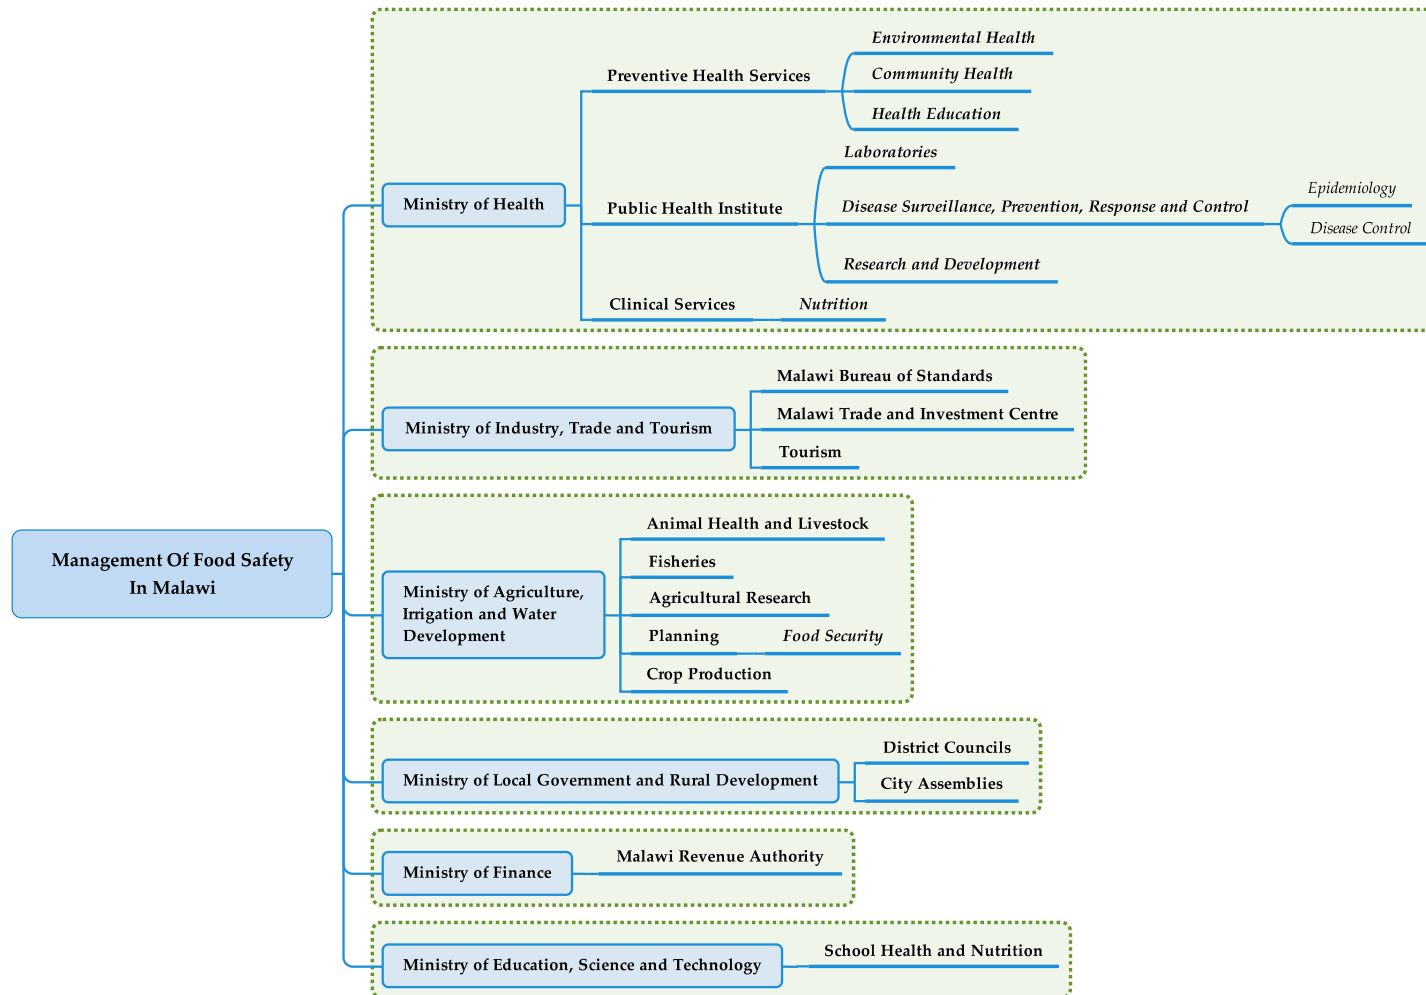 Environmental Health
Preventive Health Services
Community Health
Health Education
Laboratories
Ministry of Health
Public Health Institute
Disease Surveillance, Prevention, Response and Control
Epidemiology
Disease Control
Research and Development
Clinical Services
Nutrition
Malawi Bureau of Standards
Ministry of Industry, Trade and Tourism
Malawi Trade and Investment Centre
Tourism
Management Of Food Safety
In Malawi
Animal Health and Livestock
Fisheries
Ministry of Agriculture,
Irrigation and Water
Development
Agricultural Research
Planning
Food Security
Crop Production
District Councils
Ministry of Local Government and Rural Development
City Assemblies
Ministry of Finance
Malawi Revenue Authority
Ministry of Education, Science and Technology
School Health and Nutrition